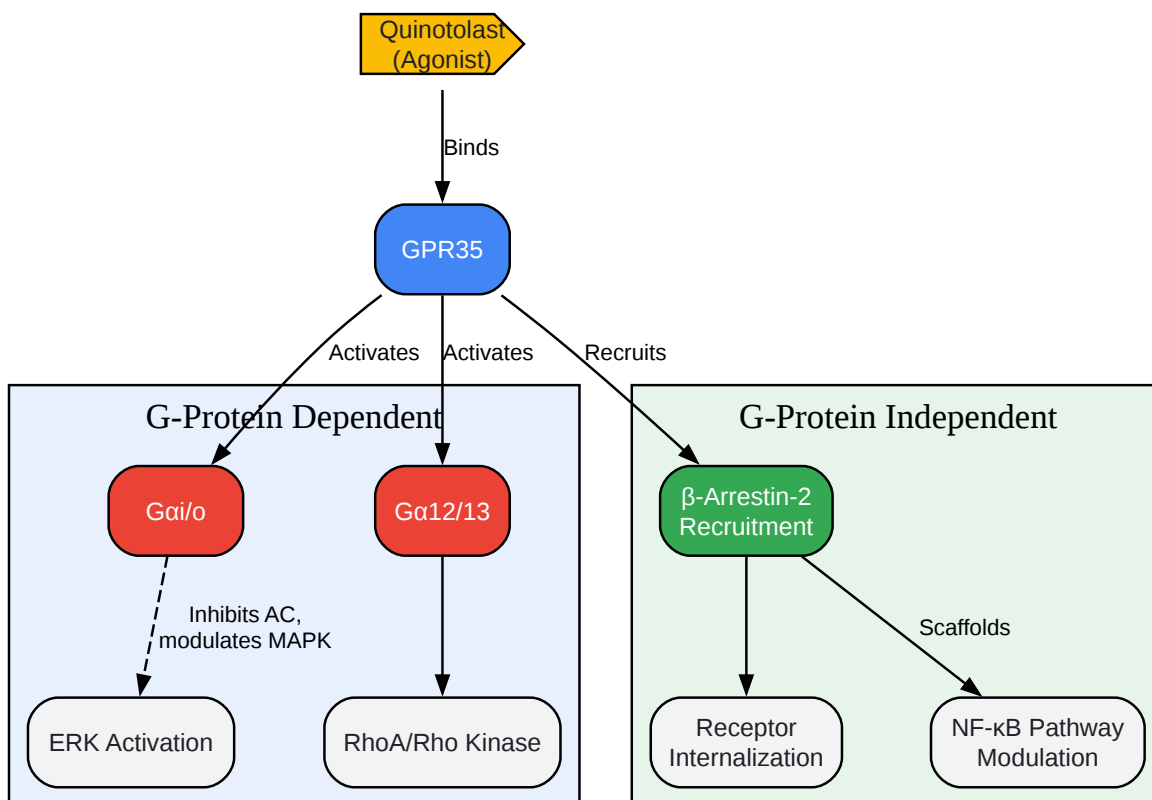 Quinotolast
(Agonist)
Binds
GPR35
Activates
Activates
Recruits
G-Protein Dependent
G-Protein Independent
Gαi/o
Gα12/13
β-Arrestin-2
Recruitment
Inhibits AC,
modulates MAPK
Scaffolds
ERK Activation
RhoA/Rho Kinase
Receptor
Internalization
NF-κB Pathway
Modulation